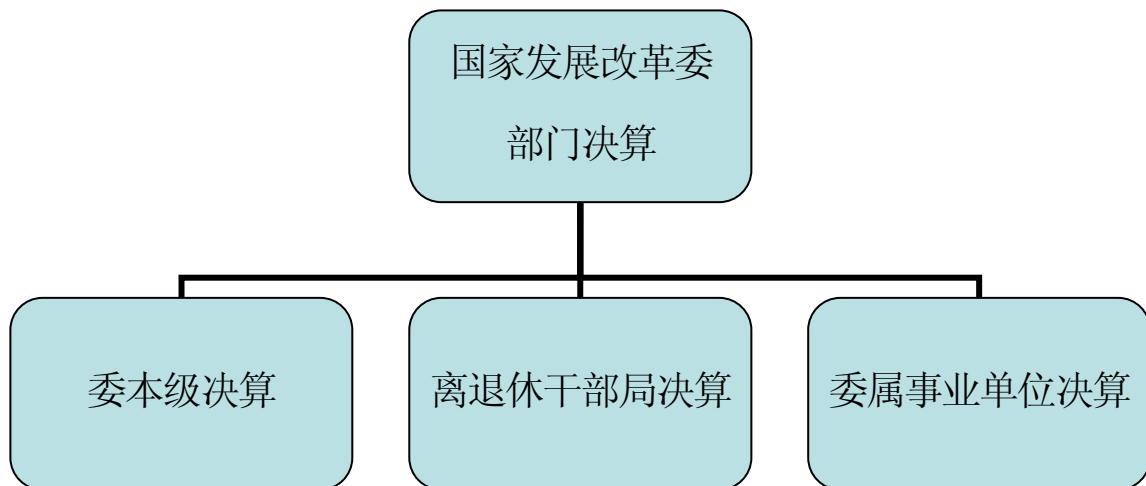 国家发展改革委
部门决算
委本级决算
离退休干部局决算
委属事业单位决算